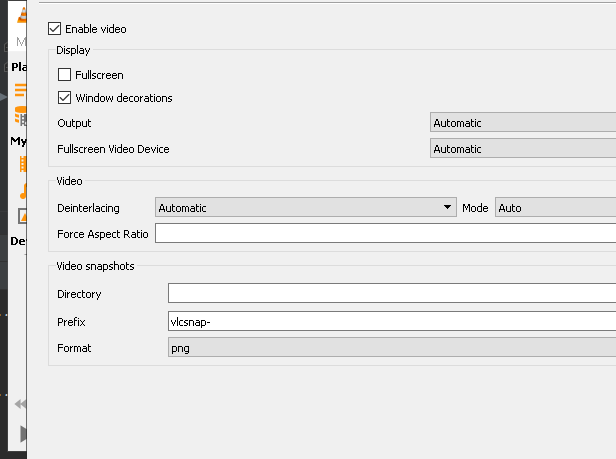 Enable video
Display
Fullscreen
Window decorations
Output Automatic
Fullscreen Video Device Automatic
Video
Deinterlacing Automatic Mode Auto
Force Aspect Ratio
Video snapshots
Directory
Prefix vlcsnap-
Format png
M
Pla
My
De